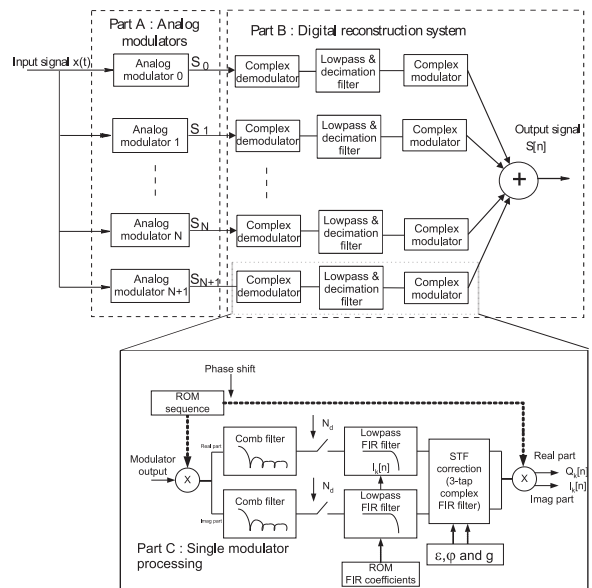 Part A : Analog
modulators
Part B : Digital reconstruction system
Input signal x(t)
Analog
modulator 0
S0
Complex
demodulator
Lowpass &
decimation
filter
Complex
modulator
Analog
modulator 1
S1
Complex
demodulator
Lowpass &
decimation
filter
Complex
modulator
Output signal
S[n]
+
Analog
modulator N
SN
Complex
demodulator
Lowpass &
decimation
filter
Complex
modulator
Analog
modulator N+1
SN+1
Complex
demodulator
Lowpass &
decimation
filter
Complex
modulator
Phase shift
ROM
sequence
Modulator
output
X
Real part
Comb filter
Nd
Lowpass
FIR filter
Ik[n]
Imag part
Comb filter
Nd
Lowpass
FIR filter
STF
correction
(3-tap
complex
FIR filter)
X
Real part
Qk[n]
Ik[n]
Imag part
Part C : Single modulator
processing
ROM
FIR coefficients
ε,φ and g